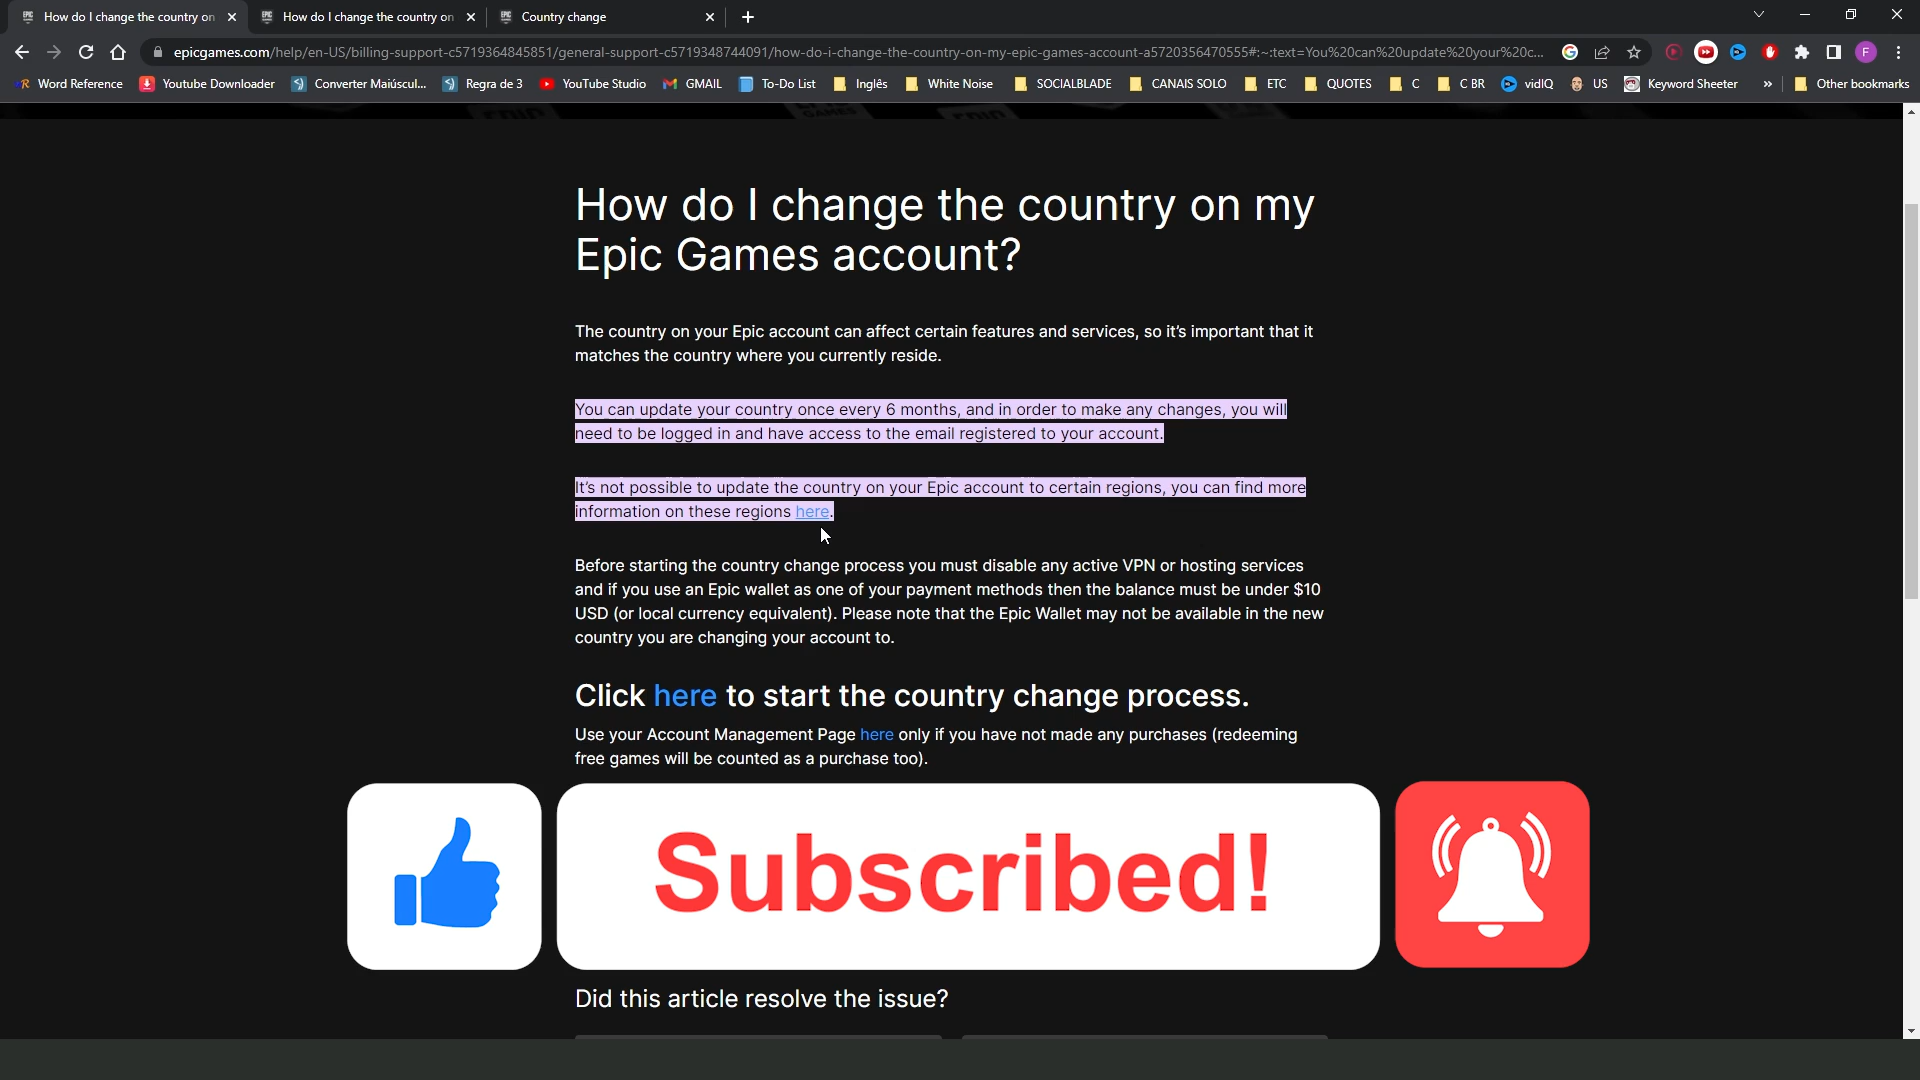 How do I change the country on
How do I change the country on
Country change
epicgames.com/help/en-US/billing-support-c5719364845851/general-support-c5719348744091/how-do-i-change-the-country-on-my-epic-games-account-a5720356470555#:~:text=You%20can%20update%20your%20c...
Word Reference
Youtube Downloader
Converter Maiúscul...
Regra de 3
YouTube Studio
GMAIL
To-Do List
Inglês
White Noise
SOCIALBLADE
CANAIS SOLO
ETC
QUOTES
C
C BR
vidIQ
US
Keyword Sheeter
»
Other bookmarks
How do I change the country on my
Epic Games account?
The country on your Epic account can affect certain features and services, so it's important that it
matches the country where you currently reside.
You can update your country once every 6 months, and in order to make any changes, you will
need to be logged in and have access to the email registered to your account.
It's not possible to update the country on your Epic account to certain regions, you can find more
information on these regions here.
Before starting the country change process you must disable any active VPN or hosting services
and if you use an Epic wallet as one of your payment methods then the balance must be under $10
USD (or local currency equivalent). Please note that the Epic Wallet may not be available in the new
country you are changing your account to.
Click here to start the country change process.
Use your Account Management Page here only if you have not made any purchases (redeeming
free games will be counted as a purchase too).
Subscribed!
Did this article resolve the issue?